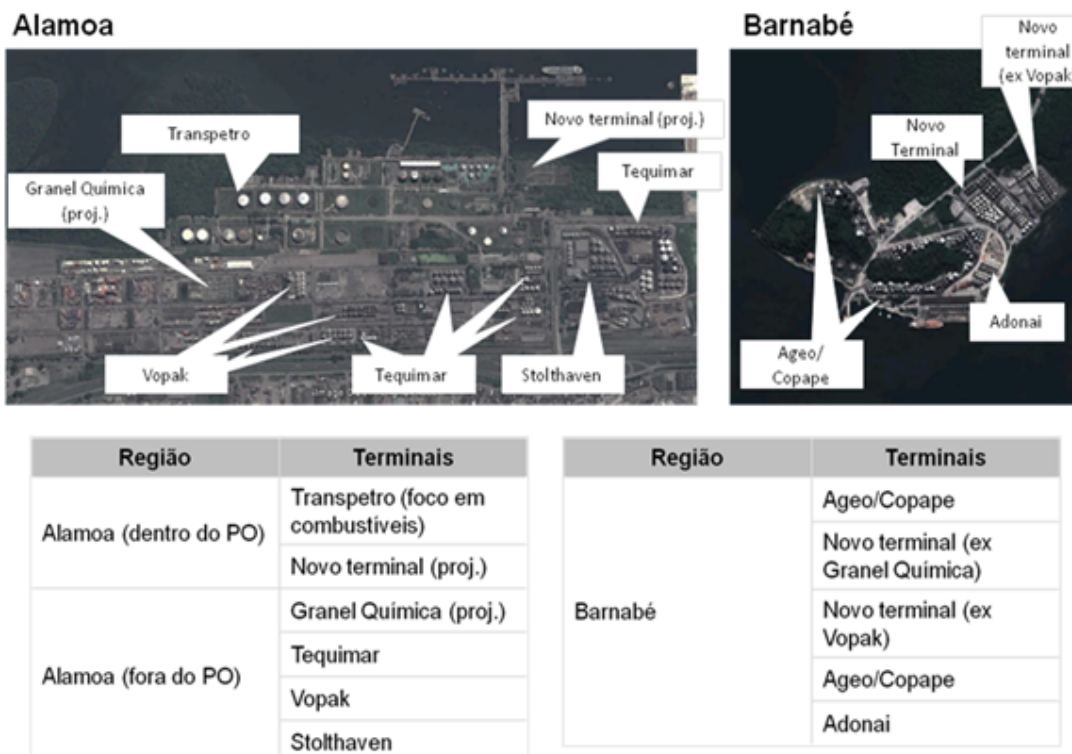 Alamoa
Barnabé
Transpetro
Novo terminal (proj.)
Tequimar
Granel Química
(proj.)
Vopak
Tequimar
Stolthaven
Novo
terminal
(ex Vopak)
Novo
Terminal
Adonai
Ageo/
Copape
Região
Terminais
Alamoa (dentro do PO)
Transpetro (foco em
combustíveis)
Novo terminal (proj.)
Alamoa (fora do PO)
Granel Química (proj.)
Tequimar
Vopak
Stolthaven
Região
Terminais
Barnabé
Ageo/Copape
Novo terminal (ex
Granel Química)
Novo terminal (ex
Vopak)
Ageo/Copape
Adonai